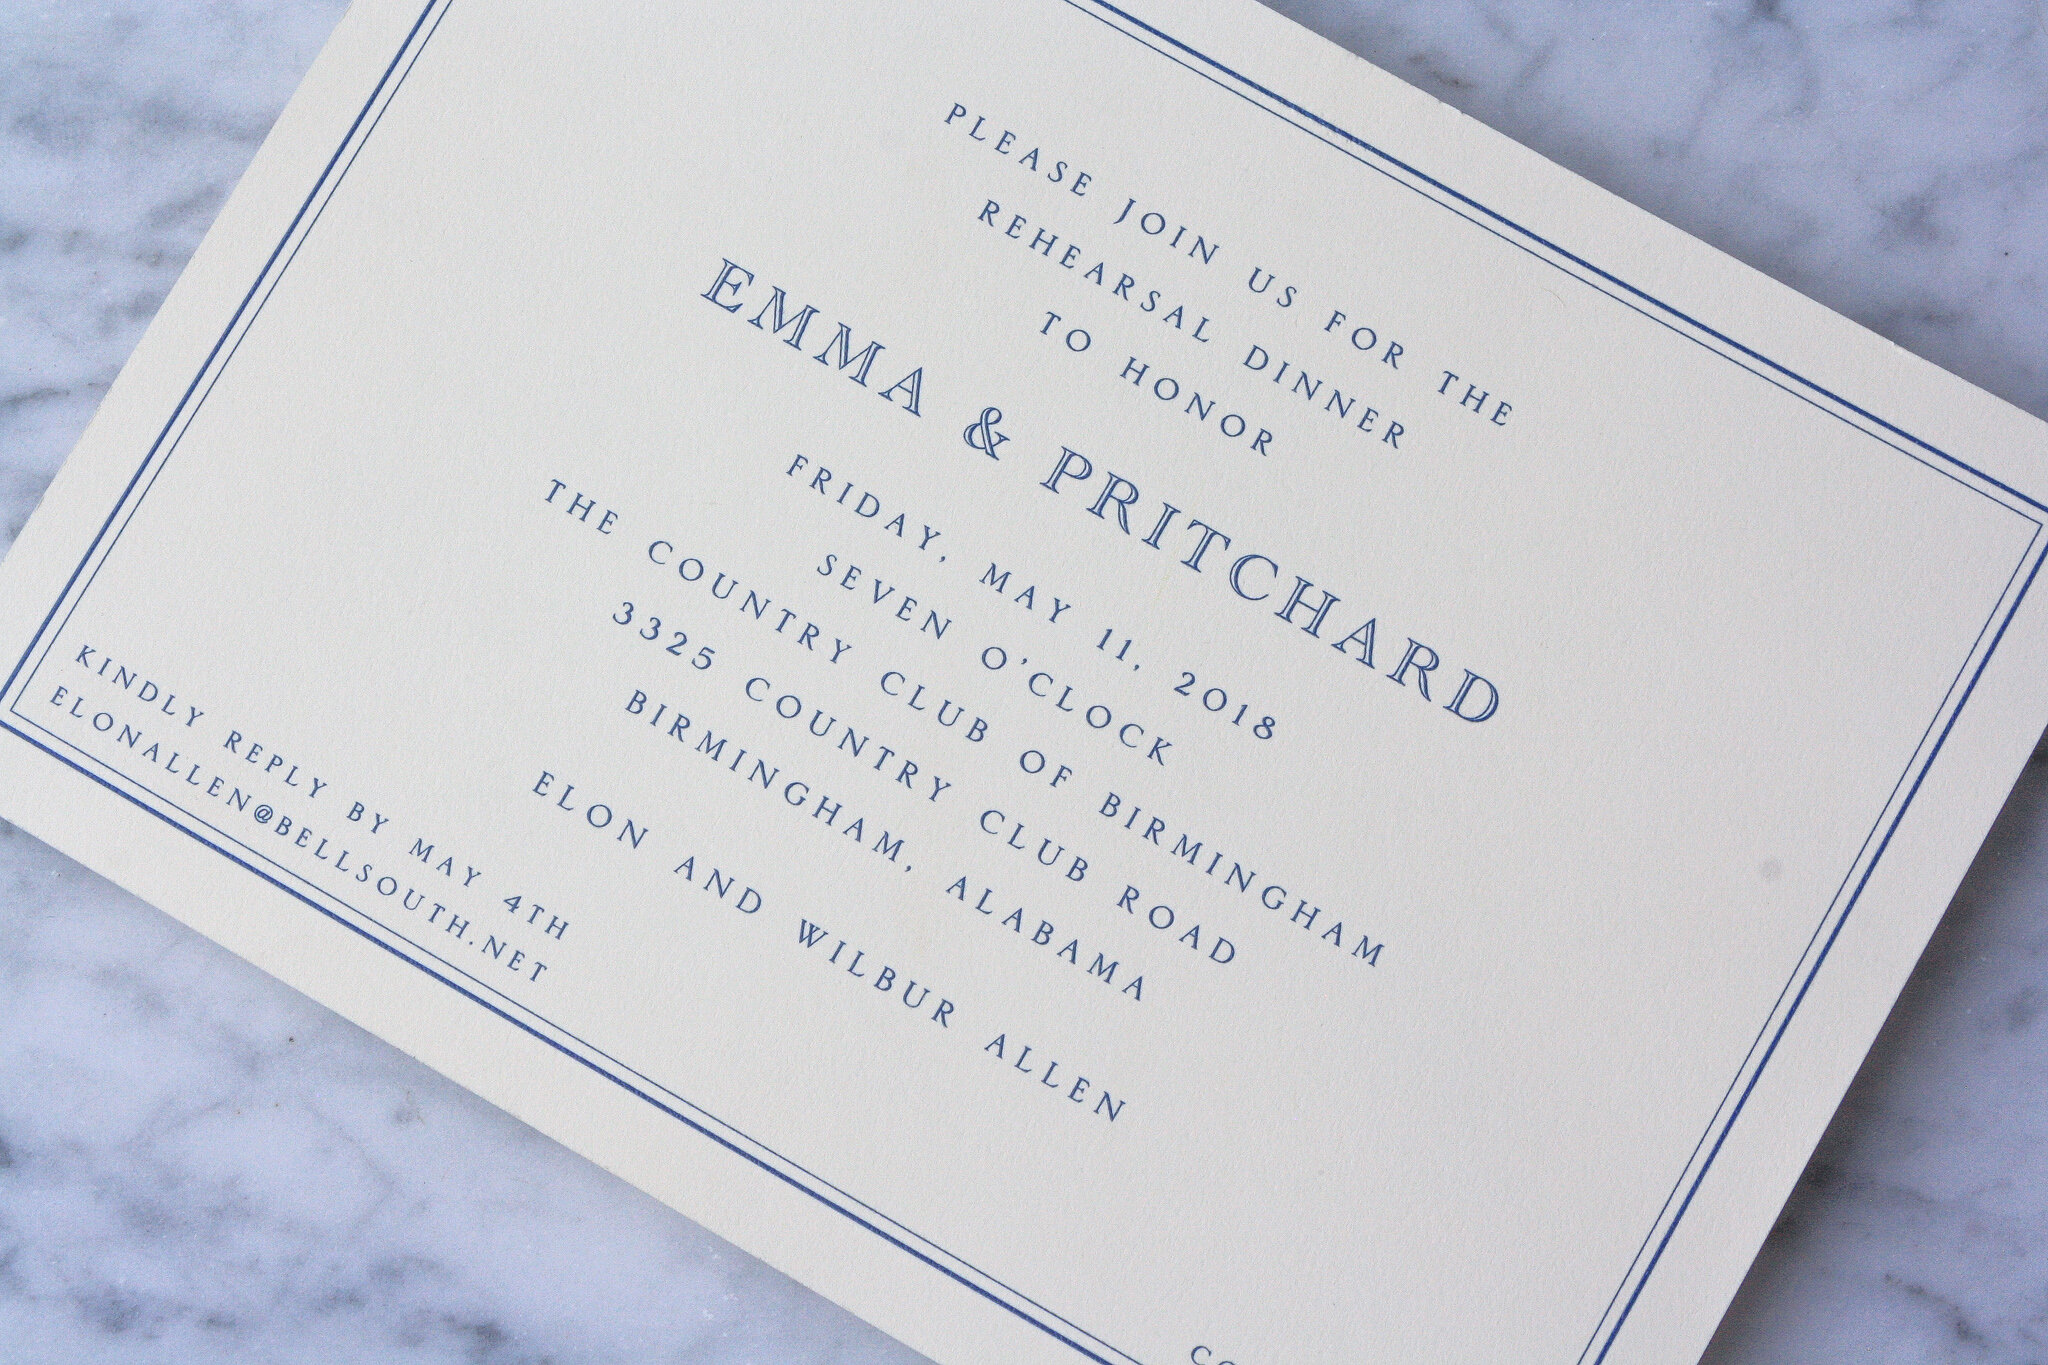 PLEASE JOIN US FOR THE
REHEARSAL DINNER
TO HONOR
EMMA & PRITCHARD
FRIDAY, MAY 11, 2018
SEVEN O'CLOCK
THE COUNTRY CLUB OF BIRMINGHAM
3325 COUNTRY CLUB ROAD
BIRMINGHAM, ALABAMA
ELON AND WILBUR ALLEN
KINDLY REPLY BY MAY 4TH
ELONALLEN@BELLSOUTH.NET